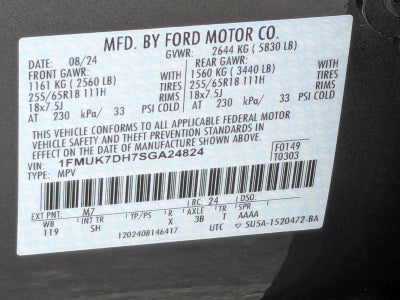 MFD. BY FORD MOTOR CO.
DATE: 08/24 GVWR: 2644 KG (5830 LB)
FRONT GAWR: REAR GAWR:
1161 KG (2560 LB) WITH 1560 KG (3440 LB) WITH
255/65R18 111H TIRES 255/65R18 111H TIRES
18x7.5J RIMS 18x7.5J RIMS
AT 230 kPa/ 33 PSI COLD AT 230 kPa/ 33 PSI COLD
THIS VEHICLE CONFORMS TO ALL APPLICABLE FEDERAL MOTOR
VEHICLE SAFETY AND THEFT PREVENTION STANDARDS IN
EFFECT ON THE DATE OF MANUFACTURE SHOWN ABOVE.
VIN: 1FMUK7DH7SGA24824 F0149
TYPE: MPV T0303
EXT PNT: M7 RC: 24 DSO:
WB INT TR TP/PS R AXLE TR SPR
119 SH X 3B T AAAA
1202408146417 UTC 5U5A-1520472-BA